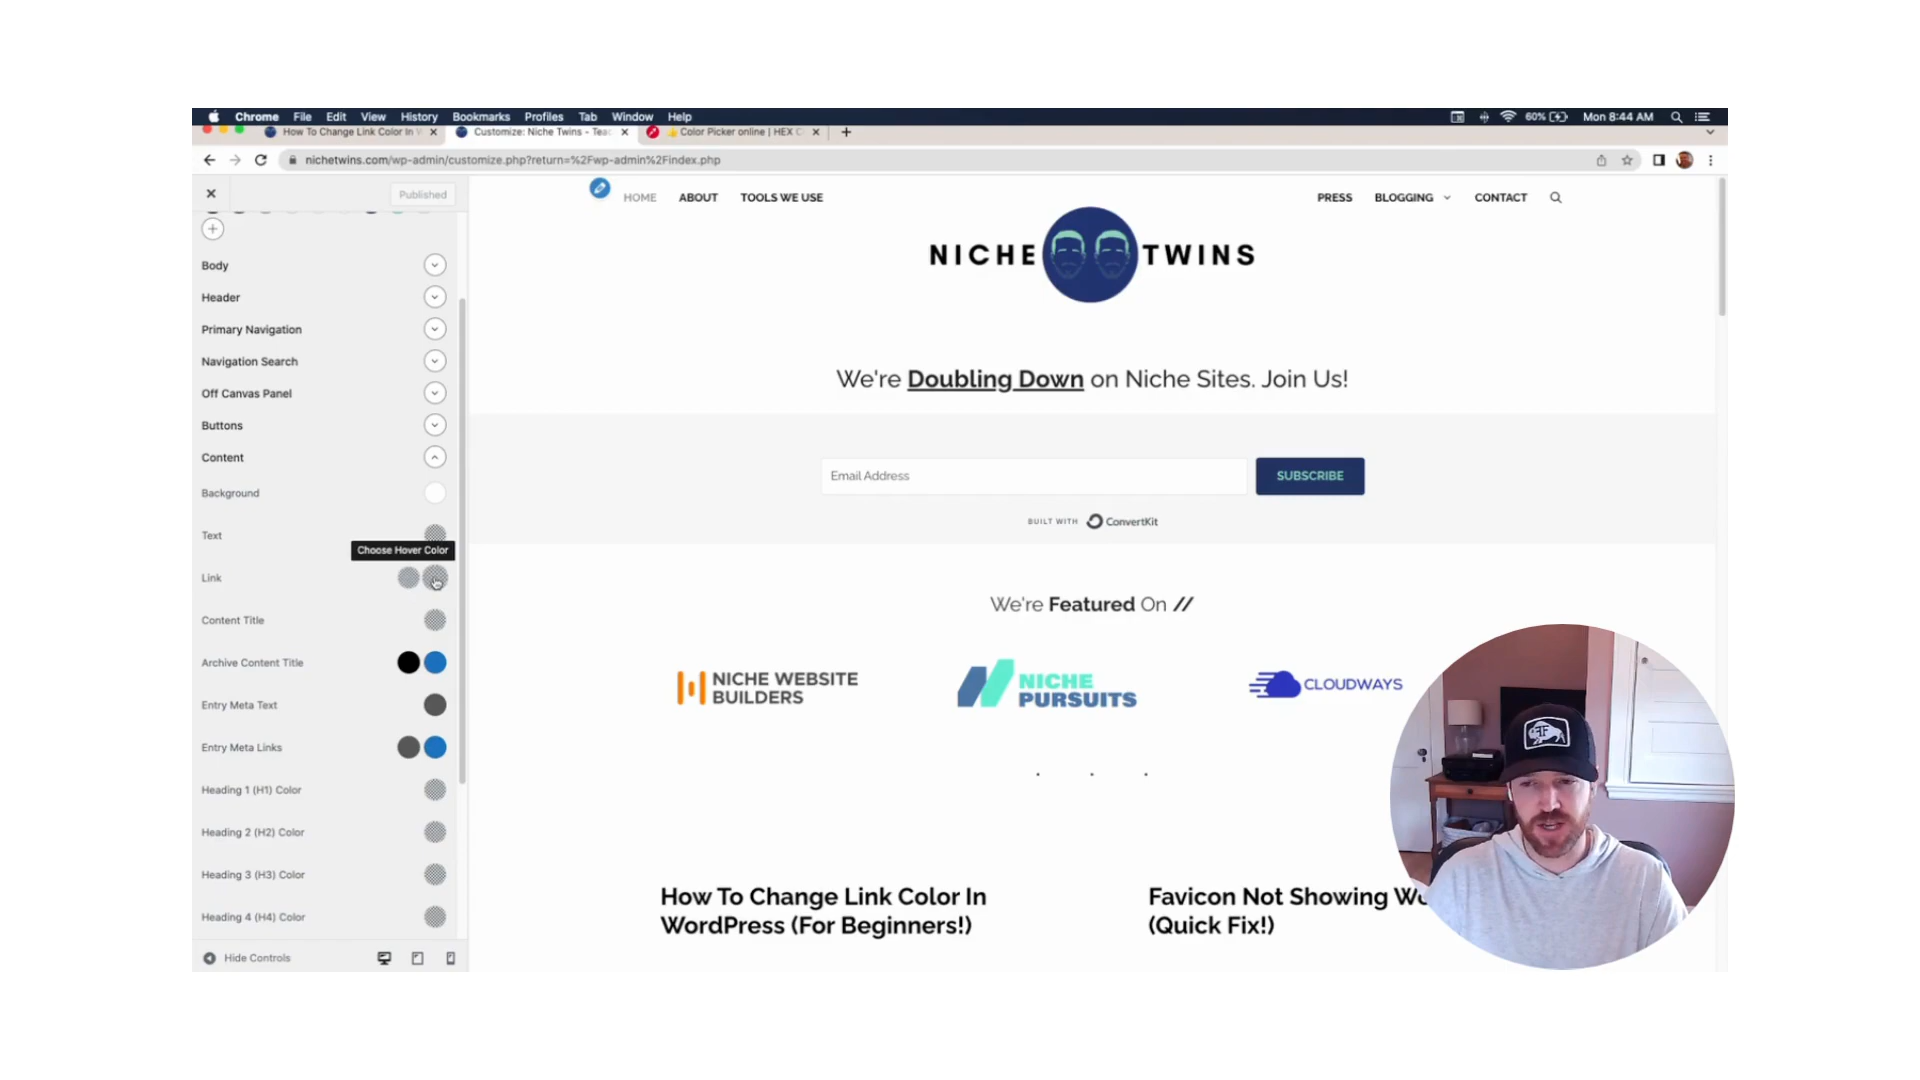 Chrome File Edit View History Bookmarks Profiles Tab Window Help 60% Mon 8:44 AM
How To Change Link Color In W Customize: Niche Twins - Teac Color Picker online | HEX C
nichetwins.com/wp-admin/customize.php?return=%2Fwp-admin%2Findex.php
Published
HOME ABOUT TOOLS WE USE PRESS BLOGGING CONTACT
NICHE TWINS
Body
Header
Primary Navigation
Navigation Search
Off Canvas Panel
Buttons
Content
Background
Text
Choose Hover Color
Link
Content Title
Archive Content Title
Entry Meta Text
Entry Meta Links
Heading 1 (H1) Color
Heading 2 (H2) Color
Heading 3 (H3) Color
Heading 4 (H4) Color
Hide Controls
We're Doubling Down on Niche Sites. Join Us!
Email Address SUBSCRIBE
BUILT WITH ConvertKit
We're Featured On //
NICHE WEBSITE
BUILDERS
NICHE
PURSUITS
CLOUDWAYS
How To Change Link Color In
WordPress (For Beginners!)
Favicon Not Showing Wo
(Quick Fix!)